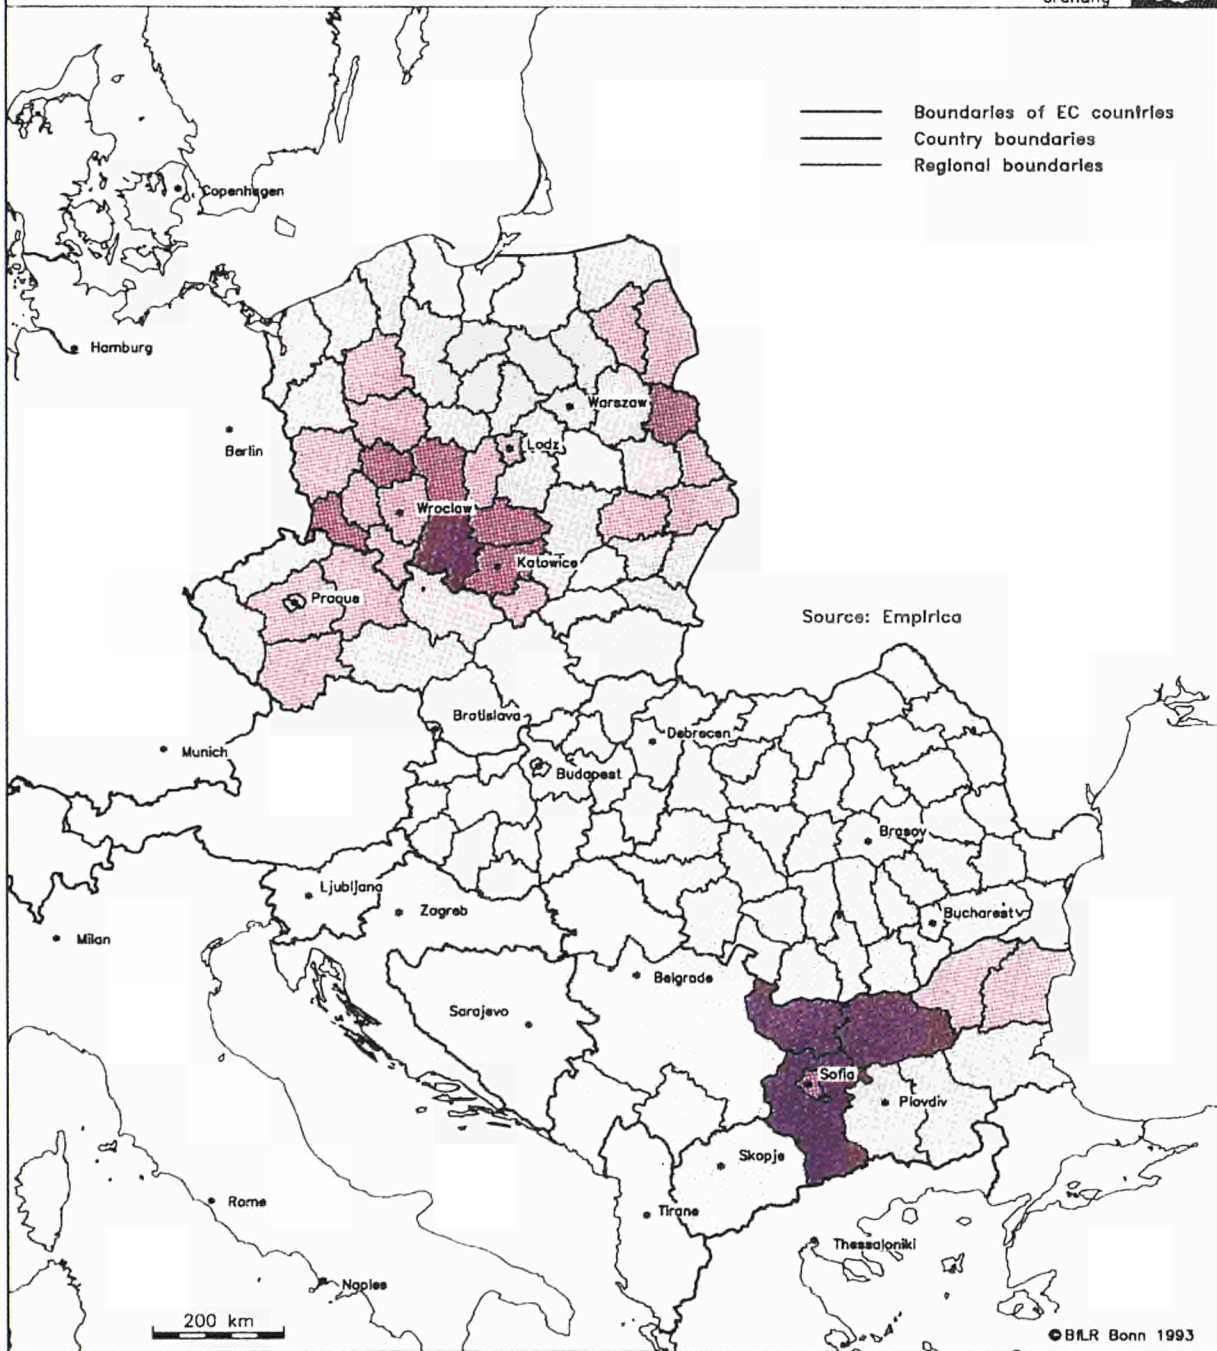 Boundaries of EC countries
Country boundaries
Regional boundaries
Copenhagen
Hamburg
Warszaw
Berlin
Lodz
Wroclaw
Katowice
Prague
Source: Empirica
Bratislava
Debrecen
Munich
Budapest
Brasov
Ljubljana
Zagreb
Bucharest
Milan
Belgrade
Sarajevo
Sofia
Plovdiv
Skopje
Rome
Tirane
Thessaloniki
Naples
200 km
©BfLR Bonn 1993